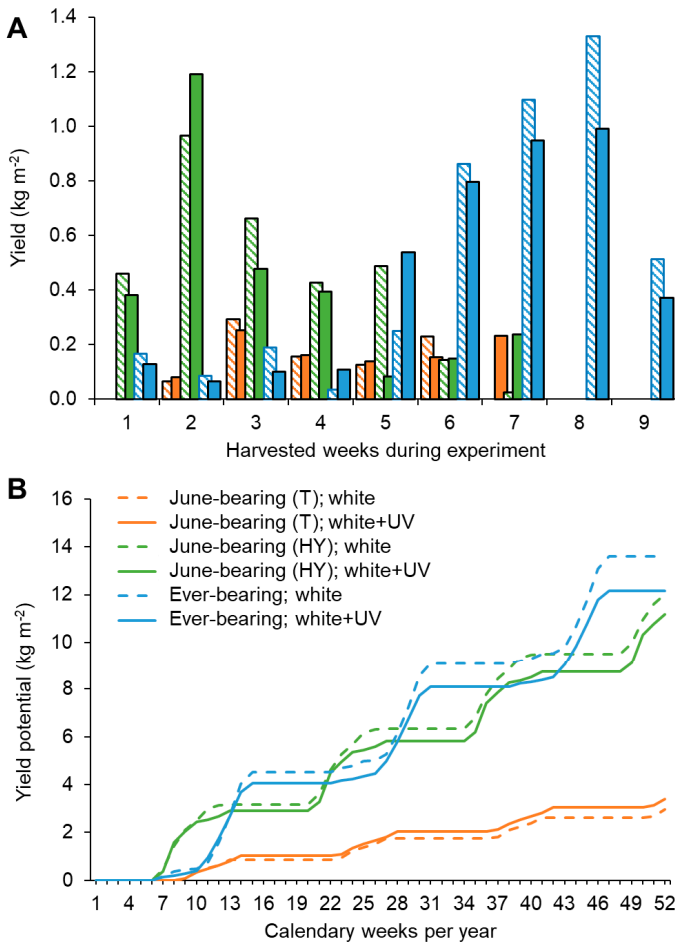 A
1.4
1.2
1.0
0.8
0.6
0.4
0.2
0.0
Yield (kg m-2)
1 2 3 4 5 6 7 8 9
Harvested weeks during experiment
B
16
14
12
10
8
6
4
2
0
Yield potential (kg m-2)
June-bearing (T); white
June-bearing (T); white+UV
June-bearing (HY); white
June-bearing (HY); white+UV
Ever-bearing; white
Ever-bearing; white+UV
1 4 7 10 13 16 19 22 25 28 31 34 37 40 43 46 49 52
Calendary weeks per year